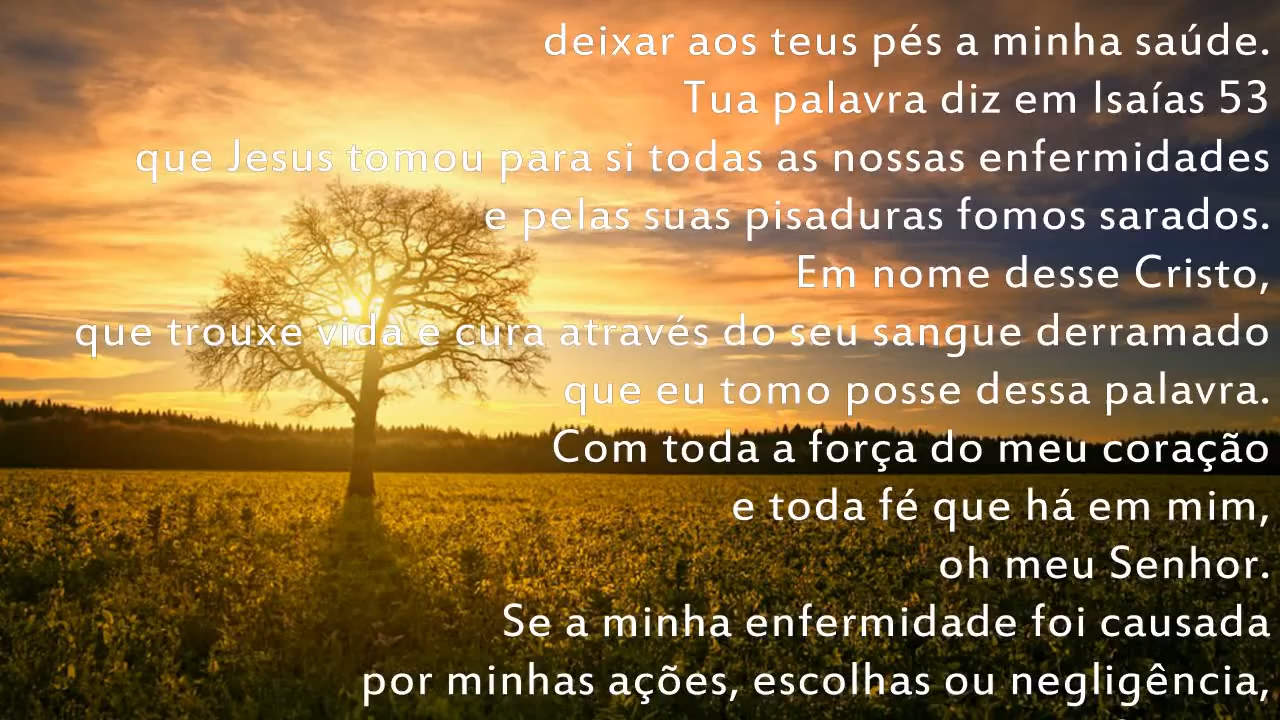 deixar aos teus pés a minha saúde.
Tua palavra diz em Isaías 53
que Jesus tomou para si todas as nossas enfermidades
e pelas suas pisaduras fomos sarados.
Em nome desse Cristo,
que trouxe vida e cura através do seu sangue derramado
que eu tomo posse dessa palavra.
Com toda a força do meu coração
e toda fé que há em mim,
oh meu Senhor.
Se a minha enfermidade foi causada
por minhas ações, escolhas ou negligência,